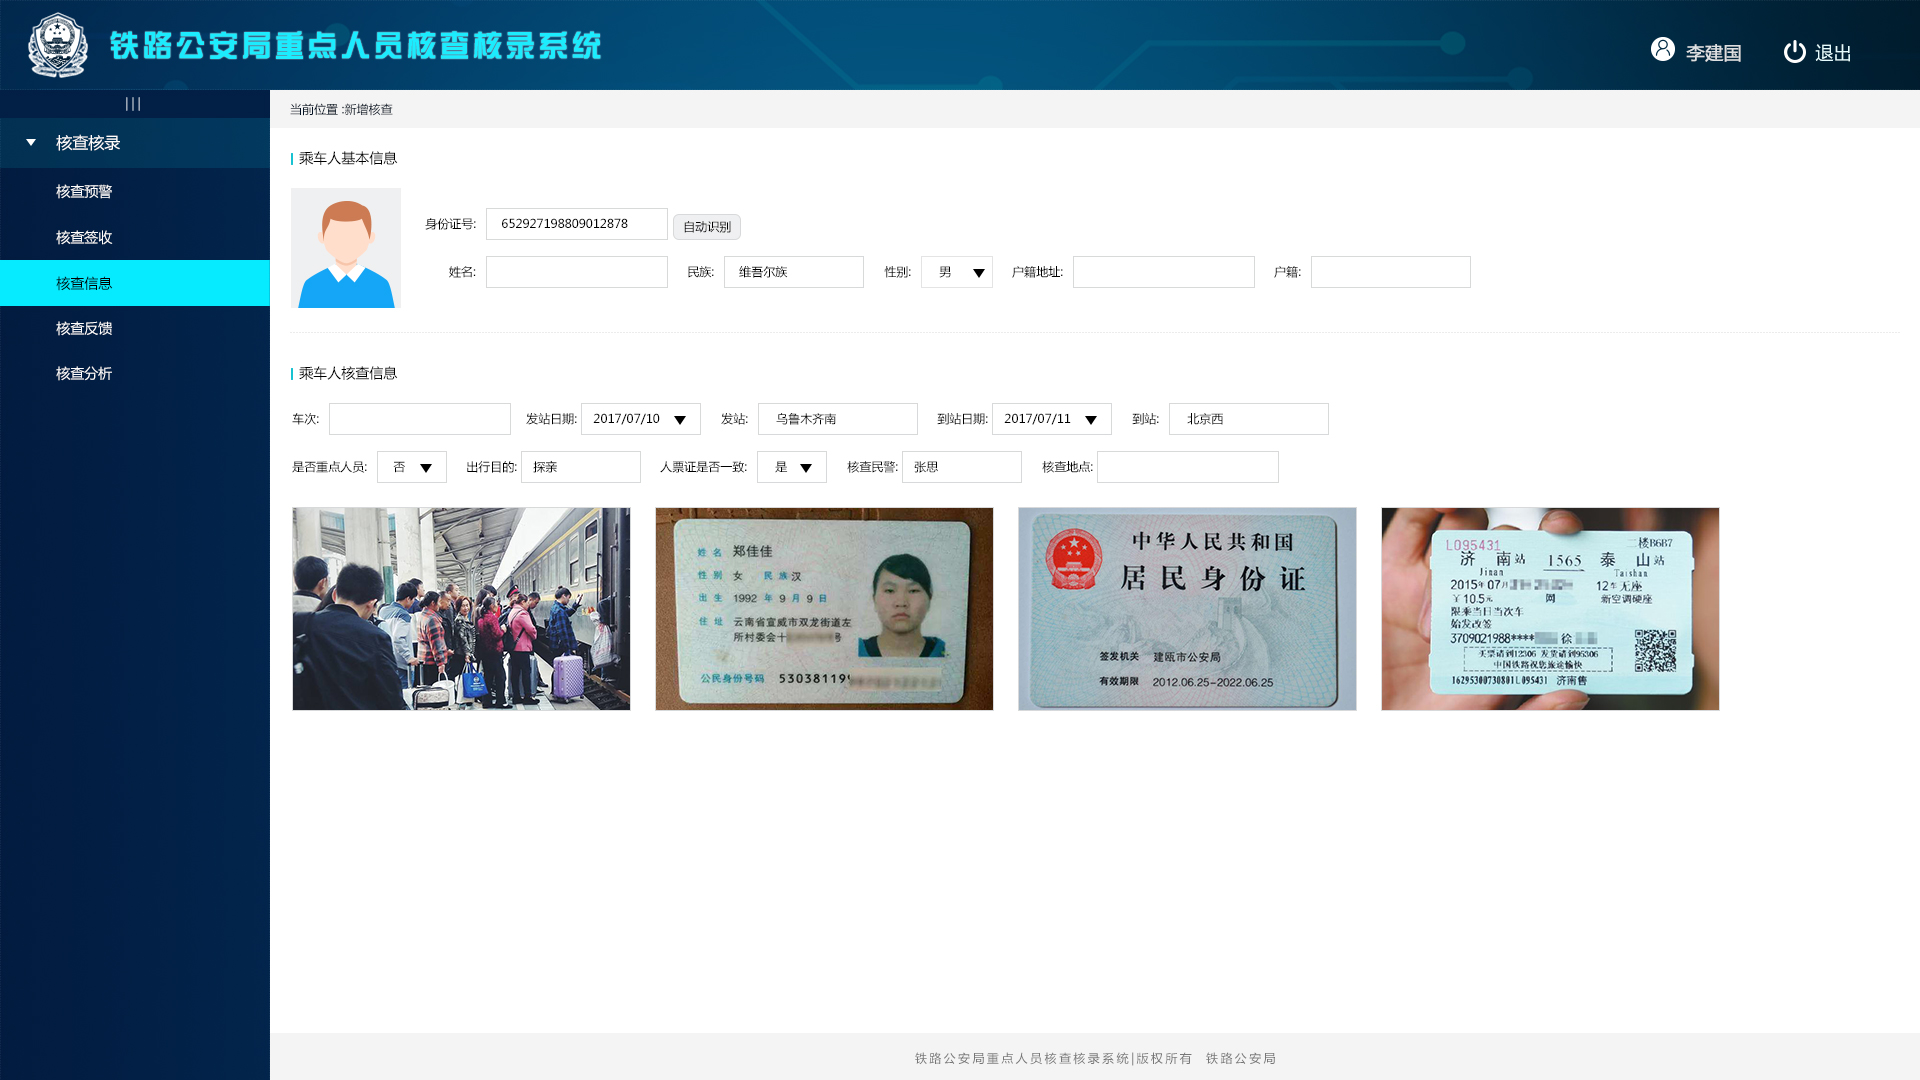 铁路公安局重点人员核查核录系统
李建国 退出
核查核录
核查预警
核查签收
核查信息
核查反馈
核查分析
当前位置 :新增核查
乘车人基本信息
身份证号: 652927198809012878 自动识别
姓名: 民族: 维吾尔族 性别: 男 户籍地址: 户籍:
乘车人核查信息
车次: 发站日期: 2017/07/10 发站: 乌鲁木齐南 到站日期: 2017/07/11 到站: 北京西
是否重点人员: 否 出行目的: 探亲 人票证是否一致: 是 核查民警: 张思 核查地点:
姓名 郑佳佳
性别 女 民族 汉
出生 1992 年 9 月 9 日
住址 云南省宣威市双龙街道左
所村委会十 号
公民身份号码 53038119
中华人民共和国
居民身份证
签发机关 建瓯市公安局
有效期限 2012.06.25-2022.06.25
L095431 二楼B6B7
济南站 1565 泰山站
Jinan Taishan
2015年07月 12车 无座
￥10.5元 网 新空调硬座
限乘当日当次车
始发改签
3709021988**** 徐
买票请到12306 发货请到95306
中国铁路祝您旅途愉快
16295300730801L095431 济南售
铁路公安局重点人员核查核录系统|版权所有 铁路公安局